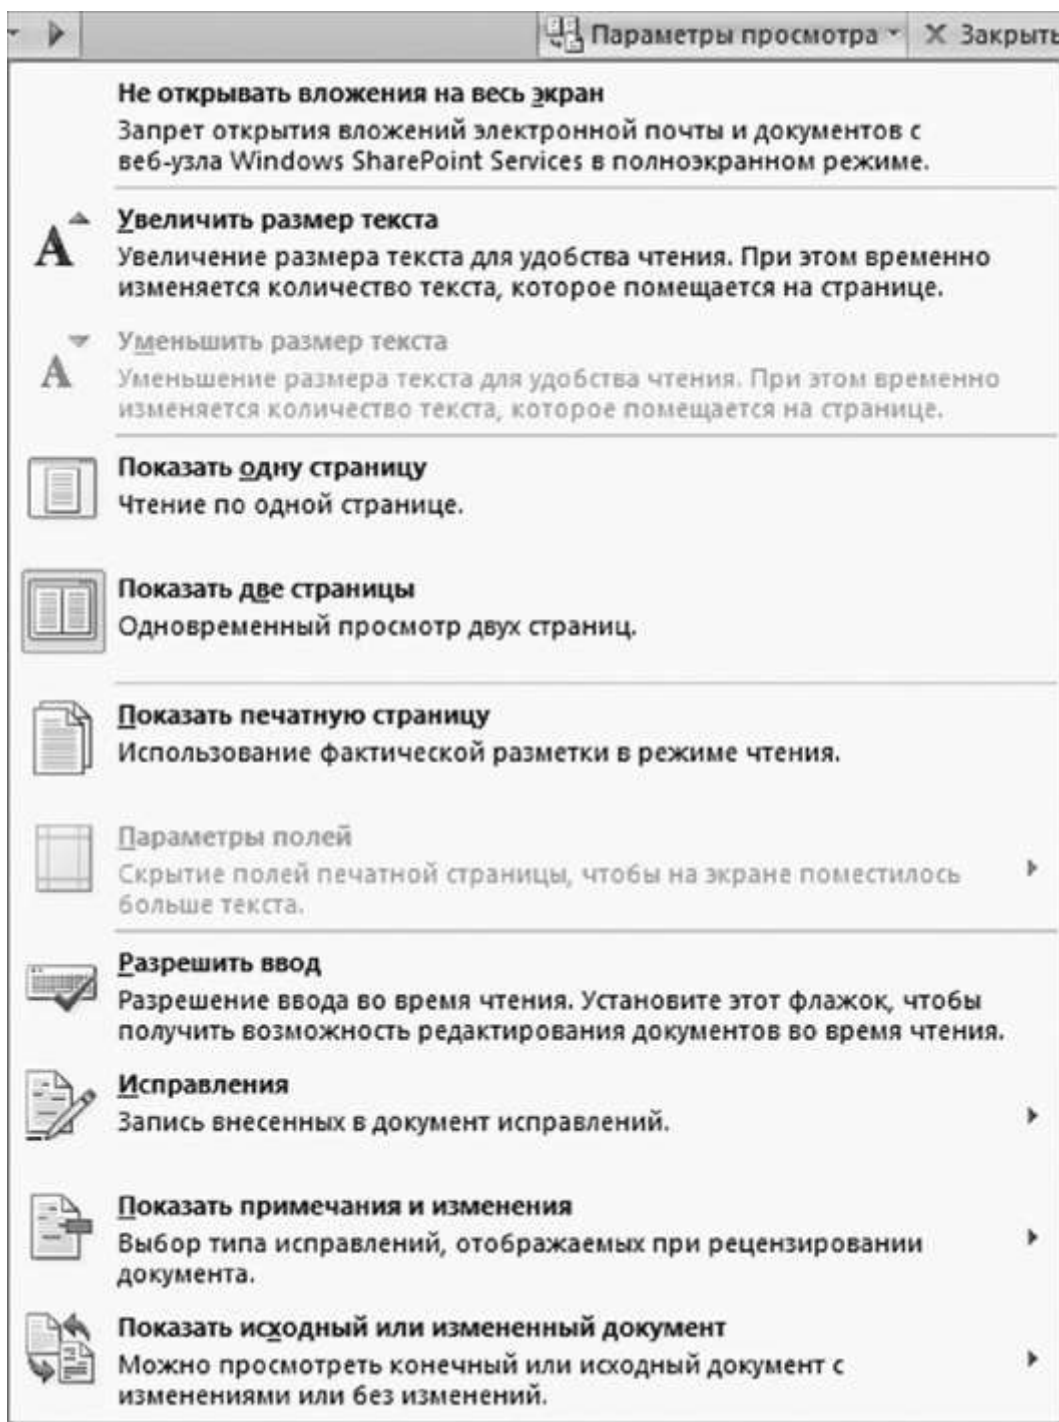 Параметры просмотра
Закрыть
Не открывать вложения на весь экран
Запрет открытия вложений электронной почты и документов с
веб-узла Windows SharePoint Services в полноэкранном режиме.
Увеличить размер текста
Увеличение размера текста для удобства чтения. При этом временно
изменяется количество текста, которое помещается на странице.
Уменьшить размер текста
Уменьшение размера текста для удобства чтения. При этом временно
изменяется количество текста, которое помещается на странице.
Показать одну страницу
Чтение по одной странице.
Показать две страницы
Одновременный просмотр двух страниц.
Показать печатную страницу
Использование фактической разметки в режиме чтения.
Параметры полей
Скрытие полей печатной страницы, чтобы на экране поместилось
больше текста.
Разрешить ввод
Разрешение ввода во время чтения. Установите этот флажок, чтобы
получить возможность редактирования документов во время чтения.
Исправления
Запись внесенных в документ исправлений.
Показать примечания и изменения
Выбор типа исправлений, отображаемых при рецензировании
документа.
Показать исходный или измененный документ
Можно просмотреть конечный или исходный документ с
изменениями или без изменений.